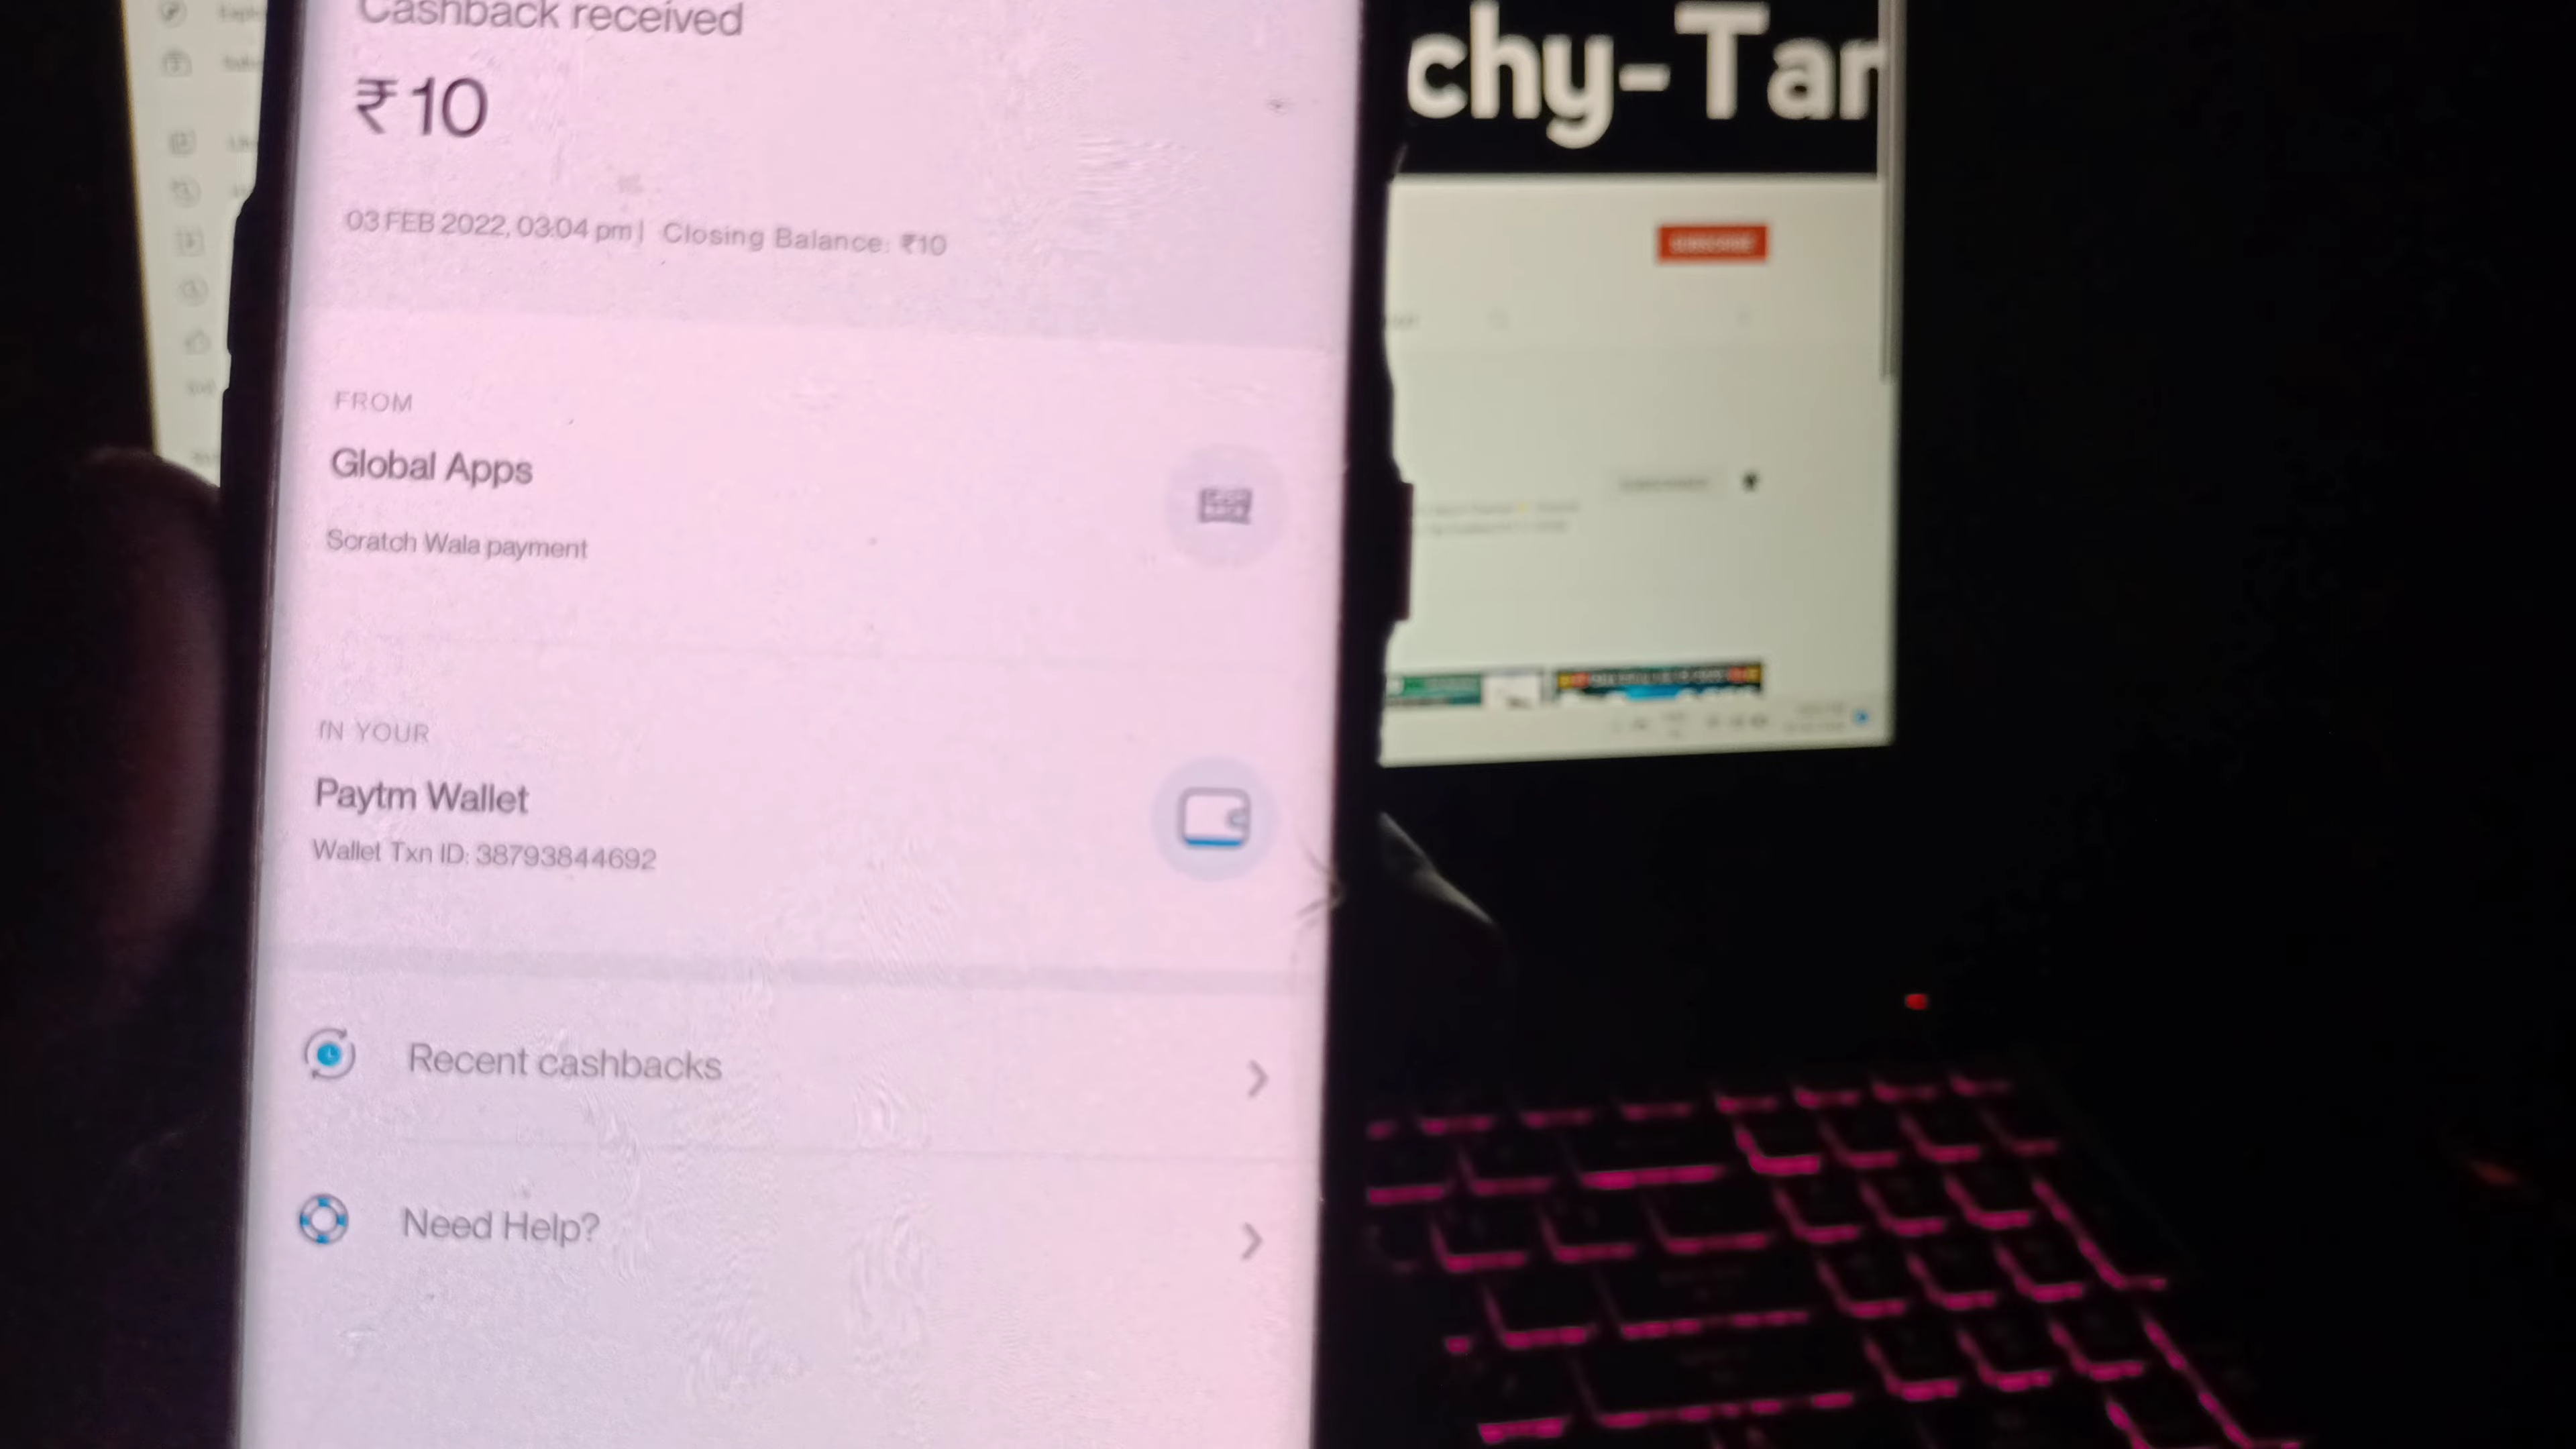 Cashback received
₹10
03 FEB 2022, 03:04 pm | Closing Balance: ₹10
FROM
Global Apps
Scratch Wala payment
IN YOUR
Paytm Wallet
Wallet Txn ID: 38793844692
Recent cashbacks
Need Help?
chy-Tar
SUBSCRIBE